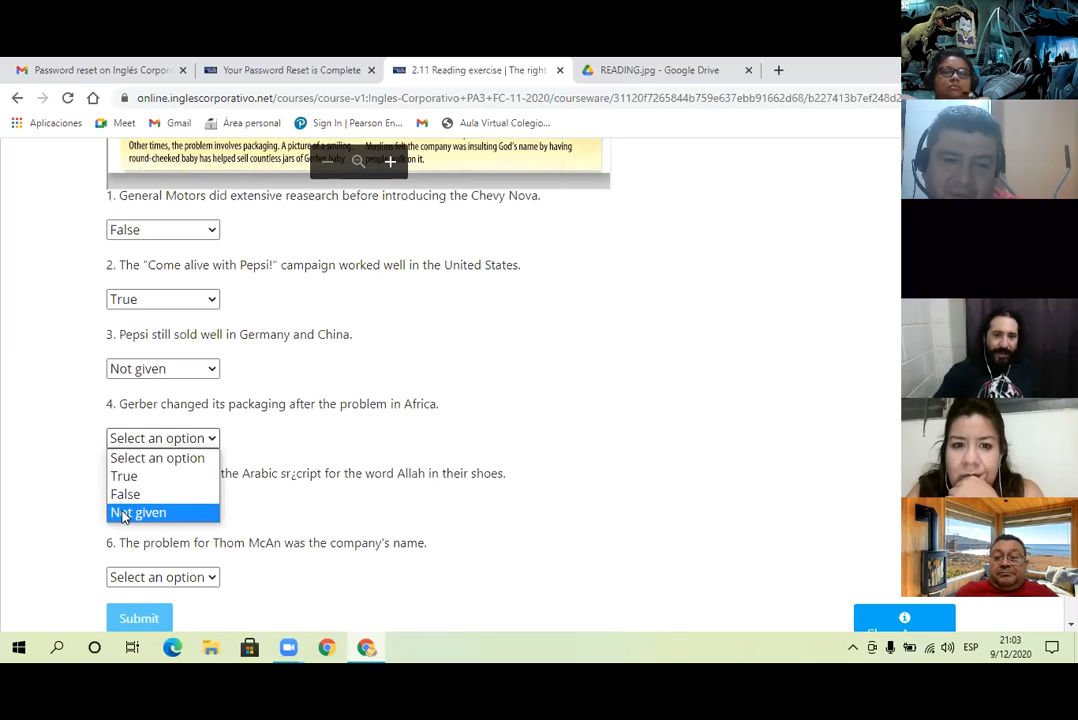 Password reset on Inglés Corpor
Your Password Reset is Complete
2.11 Reading exercise | The right
READING.jpg - Google Drive
online.inglescorporativo.net/courses/course-v1:Ingles-Corporativo+PA3+FC-11-2020/courseware/31120f7265844b759e637ebb91662d68/b227413b7ef248d2
Aplicaciones
Meet
Gmail
Área personal
Sign In | Pearson En...
Aula Virtual Colegio...
Other times, the problem involves packaging. A picture of a smiling,
round-cheeked baby has helped sell countless jars of Gerber baby
Muslims felt the company was insulting God's name by having
people walk on it.
1. General Motors did extensive reasearch before introducing the Chevy Nova.
False
2. The "Come alive with Pepsi!" campaign worked well in the United States.
True
3. Pepsi still sold well in Germany and China.
Not given
4. Gerber changed its packaging after the problem in Africa.
Select an option
Select an option
True
False
Not given
the Arabic sr¿cript for the word Allah in their shoes.
6. The problem for Thom McAn was the company's name.
Select an option
Submit
ESP
21:03
9/12/2020